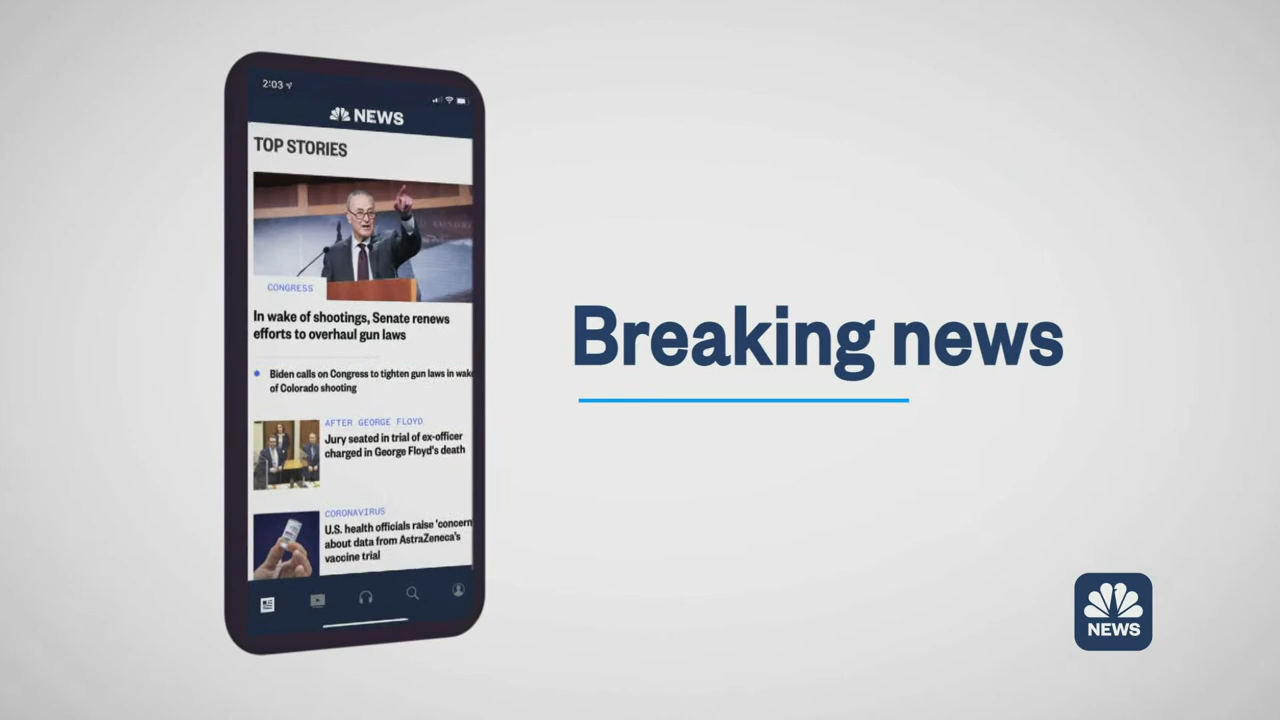 2:03
NEWS
TOP STORIES
CONGRESS
In wake of shootings, Senate renews
efforts to overhaul gun laws
Biden calls on Congress to tighten gun laws in wake
of Colorado shooting
AFTER GEORGE FLOYD
Jury seated in trial of ex-officer
charged in George Floyd's death
CORONAVIRUS
U.S. health officials raise 'concern
about data from AstraZeneca's
vaccine trial
Breaking news
NEWS